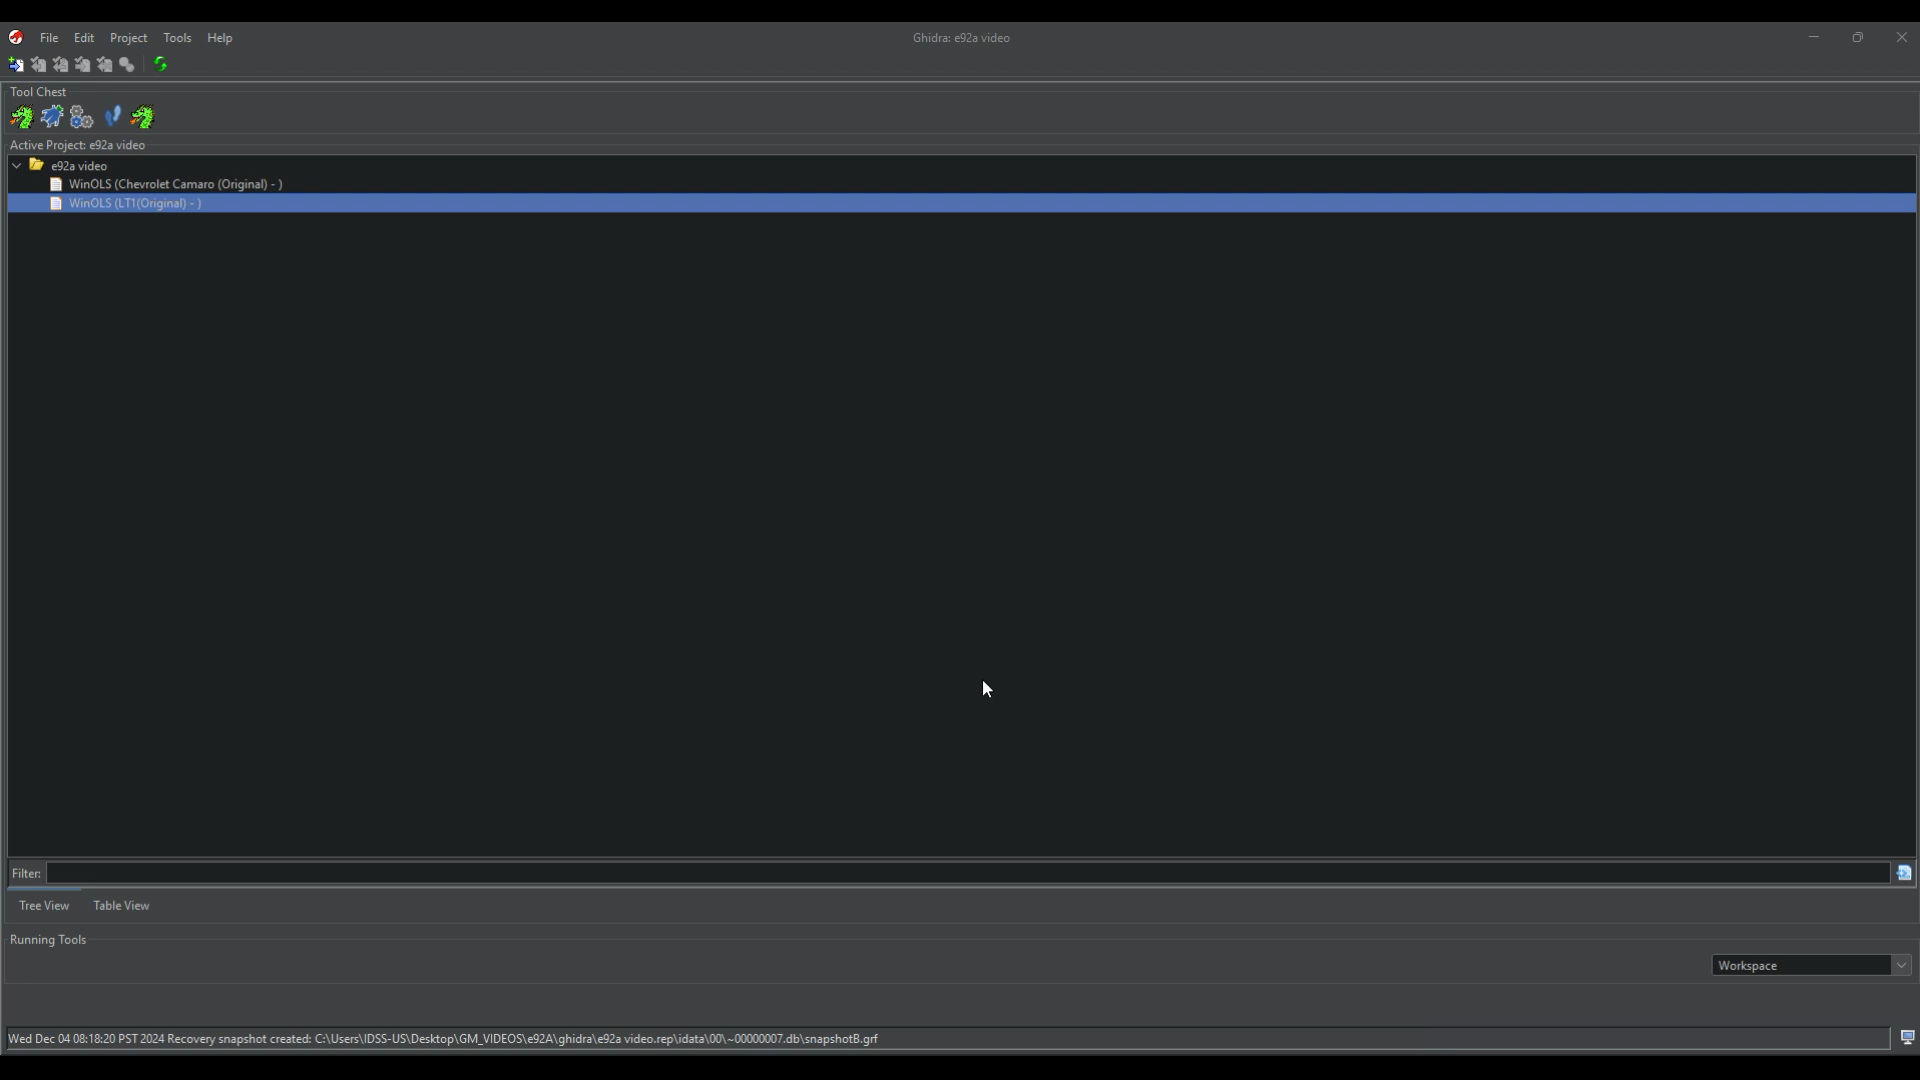 File Edit Project Tools Help
Ghidra: e92a video
Tool Chest
Active Project: e92a video
e92a video
WinOLS (Chevrolet Camaro (Original) - )
WinOLS (LT1(Original) - )
Filter:
Tree View Table View
Running Tools
Workspace
Wed Dec 04 08:18:20 PST 2024 Recovery snapshot created: C:\Users\IDSS-US\Desktop\GM_VIDEOS\e92A\ghidra\e92a video.rep\idata\00\~00000007.db\snapshotB.grf